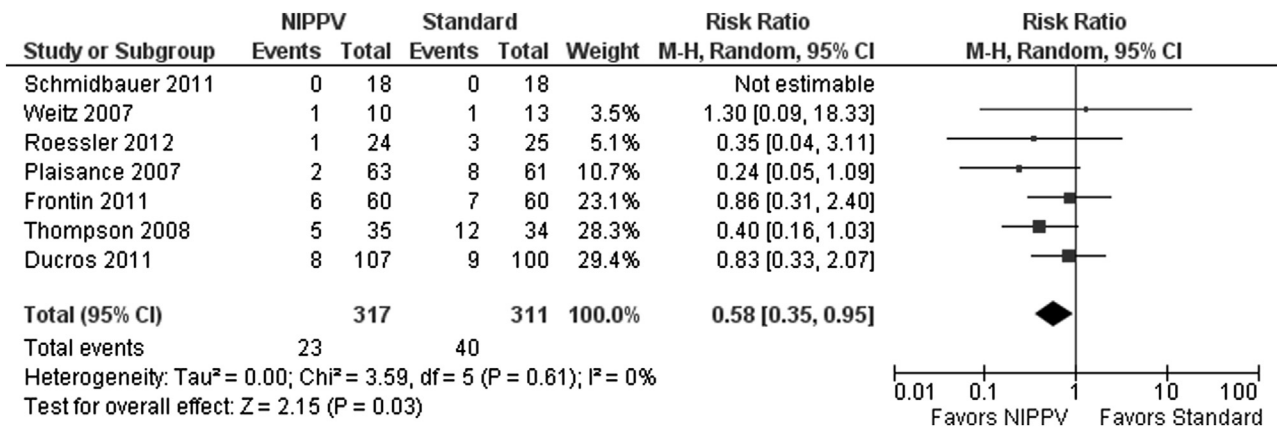 NIPPV Standard Risk Ratio Risk Ratio
Study or Subgroup Events Total Events Total Weight M-H, Random, 95% CI M-H, Random, 95% CI
Schmidbauer 2011 0 18 0 18 Not estimable
Weitz 2007 1 10 1 13 3.5% 1.30 [0.09, 18.33]
Roessler 2012 1 24 3 25 5.1% 0.35 [0.04, 3.11]
Plaisance 2007 2 63 8 61 10.7% 0.24 [0.05, 1.09]
Frontin 2011 6 60 7 60 23.1% 0.86 [0.31, 2.40]
Thompson 2008 5 35 12 34 28.3% 0.40 [0.16, 1.03]
Ducros 2011 8 107 9 100 29.4% 0.83 [0.33, 2.07]
Total (95% CI) 317 311 100.0% 0.58 [0.35, 0.95]
Total events 23 40
Heterogeneity: Tau² = 0.00; Chi² = 3.59, df = 5 (P = 0.61); I² = 0%
Test for overall effect: Z = 2.15 (P = 0.03)
0.01 0.1 1 10 100
Favors NIPPV Favors Standard